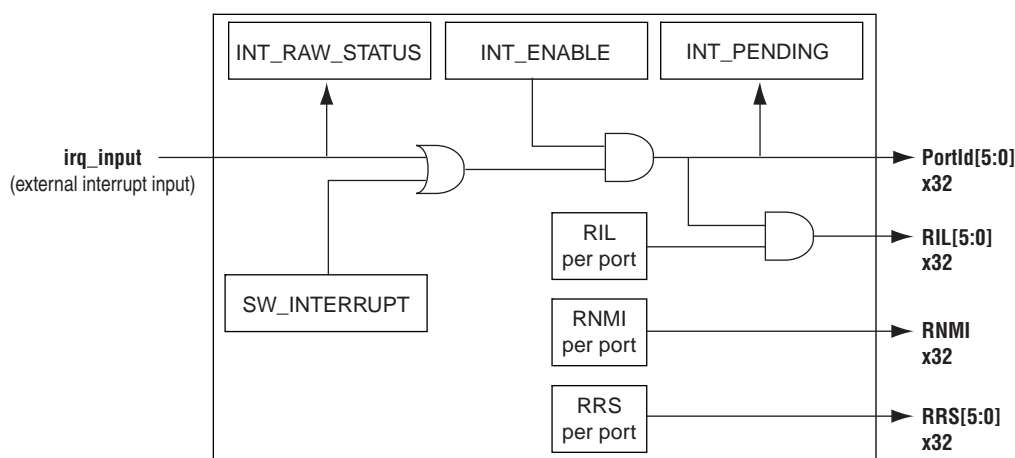 INT_RAW_STATUS
INT_ENABLE
INT_PENDING
irq_input
(external interrupt input)
PortId[5:0]
x32
RIL
per port
RIL[5:0]
x32
SW_INTERRUPT
RNMI
per port
RNMI
x32
RRS
per port
RRS[5:0]
x32